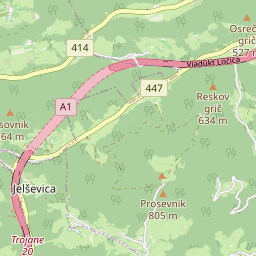 Osreč
grič
527 m
414
Viadukt Ločica
447
Reskov
grič
634 m
A1
sovnik
64 m
Jelševica
Prosevnik
805 m
Trojane
20